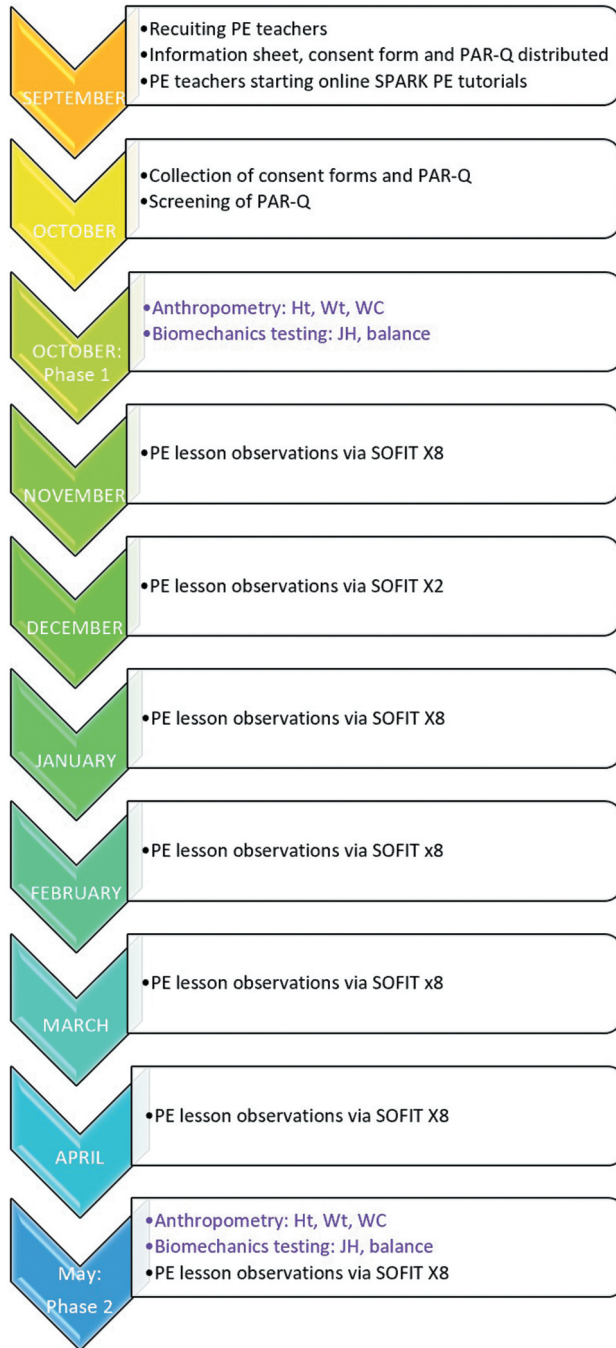 SEPTEMBER
•Recuiting PE teachers
•Information sheet, consent form and PAR-Q distributed
•PE teachers starting online SPARK PE tutorials
OCTOBER
•Collection of consent forms and PAR-Q
•Screening of PAR-Q
OCTOBER:
Phase 1
•Anthropometry: Ht, Wt, WC
•Biomechanics testing: JH, balance
NOVEMBER
•PE lesson observations via SOFIT X8
DECEMBER
•PE lesson observations via SOFIT X2
JANUARY
•PE lesson observations via SOFIT X8
FEBRUARY
•PE lesson observations via SOFIT x8
MARCH
•PE lesson observations via SOFIT x8
APRIL
•PE lesson observations via SOFIT X8
May:
Phase 2
•Anthropometry: Ht, Wt, WC
•Biomechanics testing: JH, balance
•PE lesson observations via SOFIT X8